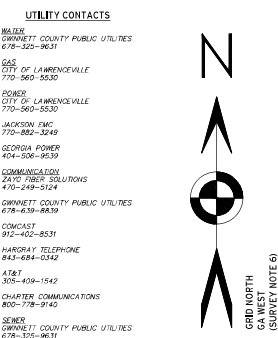 UTILITY CONTACTS
WATER
GWINNETT COUNTY PUBLIC UTILITIES
678-325-9631
GAS
CITY OF LAWRENCEVILLE
770-560-5530
POWER
CITY OF LAWRENCEVILLE
770-560-5530
JACKSON EMC
770-882-3249
GEORGIA POWER
404-506-9539
COMMUNICATION
ZAYO FIBER SOLUTIONS
470-249-5124
GWINNETT COUNTY PUBLIC UTILITIES
678-639-8839
COMCAST
912-402-8531
HARGRAY TELEPHONE
843-684-0342
AT&T
305-409-1542
CHARTER COMMUNICATIONS
800-778-9140
SEWER
GWINNETT COUNTY PUBLIC UTILITIES
678-325-9631
N
GRID NORTH
GA WEST
(SURVEY NOTE 6)